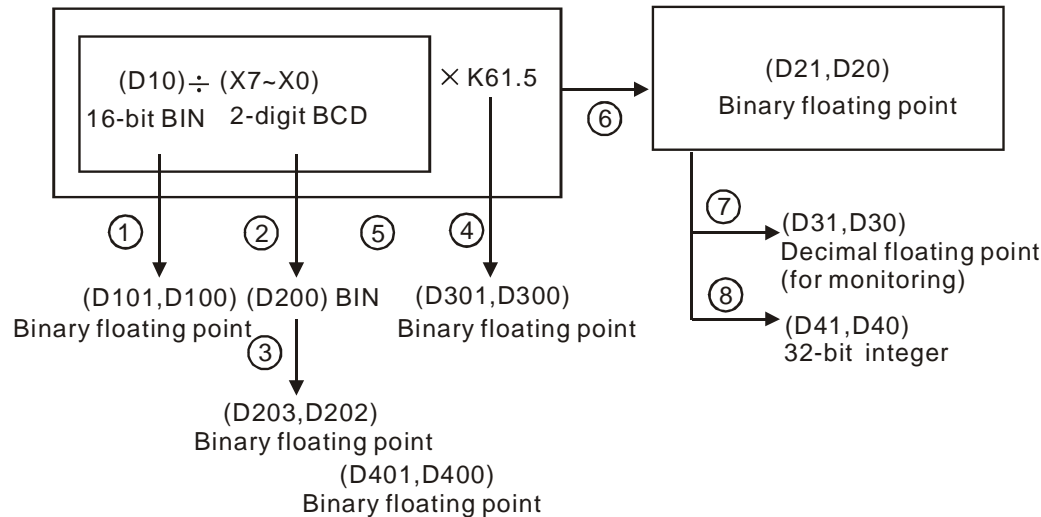 (D10) ÷ (X7~X0)
16-bit BIN 2-digit BCD
× K61.5
6
(D21,D20)
Binary floating point
1
2
5
4
7
(D31,D30)
Decimal floating point
(for monitoring)
8
(D41,D40)
32-bit integer
(D101,D100)
Binary floating point
(D200) BIN
(D301,D300)
Binary floating point
3
(D203,D202)
Binary floating point
(D401,D400)
Binary floating point